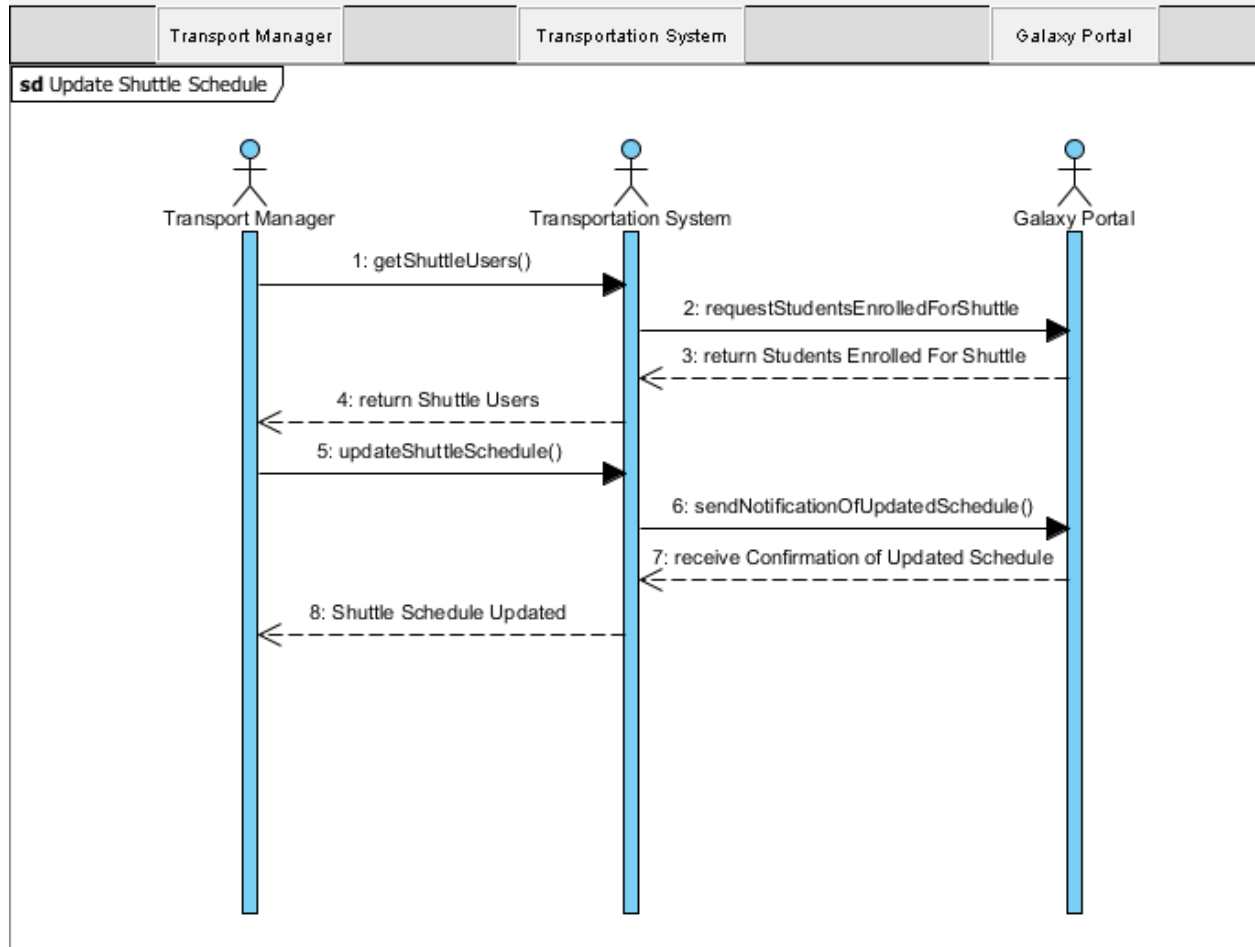 Transport Manager
Transportation System
Galaxy Portal
sd Update Shuttle Schedule
Transport Manager
Transportation System
Galaxy Portal
1: getShuttleUsers()
2: requestStudentsEnrolledForShuttle
3: return Students Enrolled For Shuttle
4: return Shuttle Users
5: updateShuttleSchedule()
6: sendNotificationOfUpdatedSchedule()
7: receive Confirmation of Updated Schedule
8: Shuttle Schedule Updated